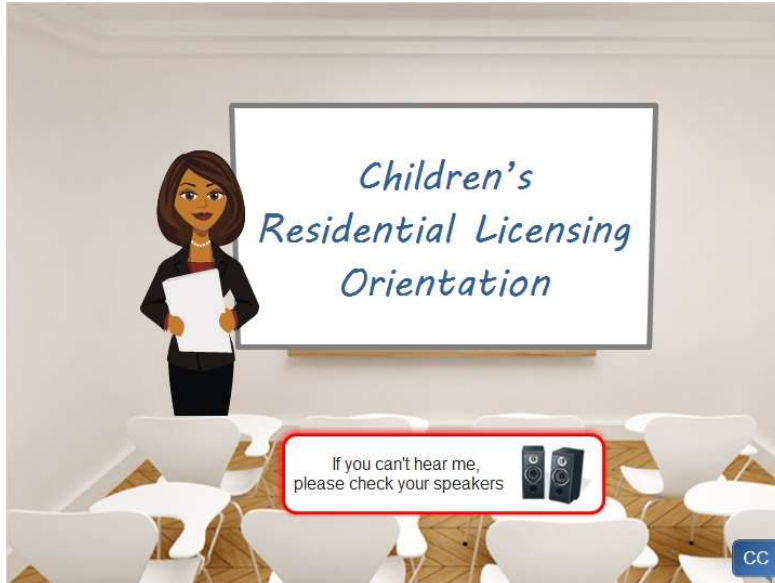 Children's
Residential Licensing
Orientation
If you can't hear me,
please check your speakers
CC